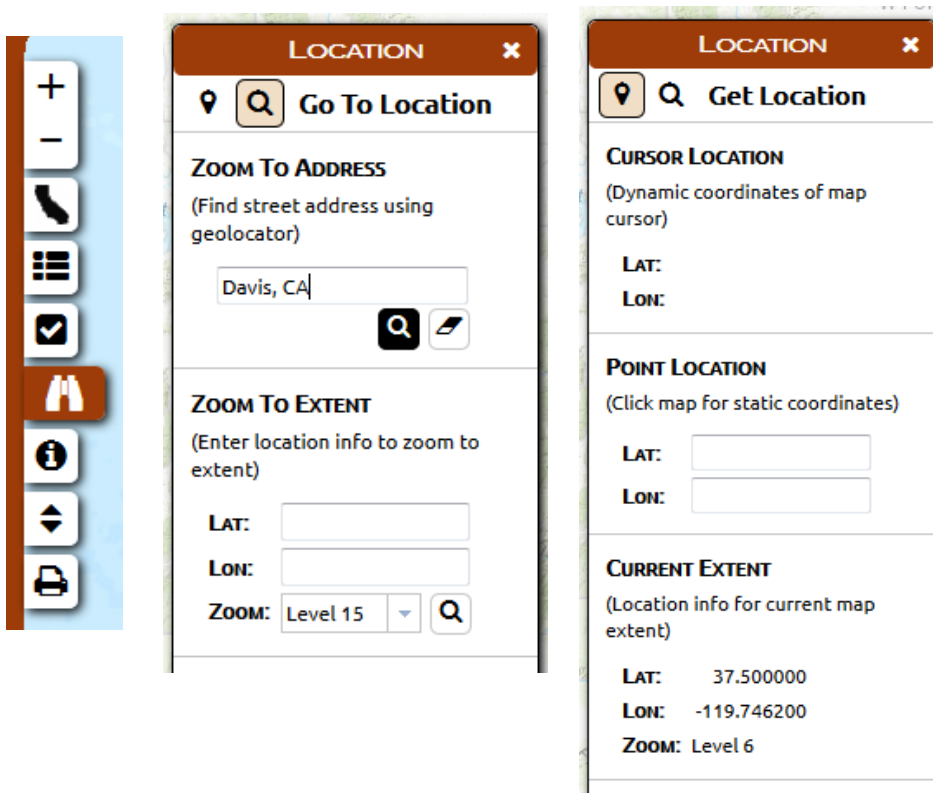 LOCATION
Go To Location
ZOOM TO ADDRESS
(Find street address using
geolocator)
Davis, CA
ZOOM TO EXTENT
(Enter location info to zoom to
extent)
LAT:
LON:
ZOOM: Level 15
LOCATION
Get Location
CURSOR LOCATION
(Dynamic coordinates of map
cursor)
LAT:
LON:
POINT LOCATION
(Click map for static coordinates)
LAT:
LON:
CURRENT EXTENT
(Location info for current map
extent)
LAT: 37.500000
LON: -119.746200
ZOOM: Level 6